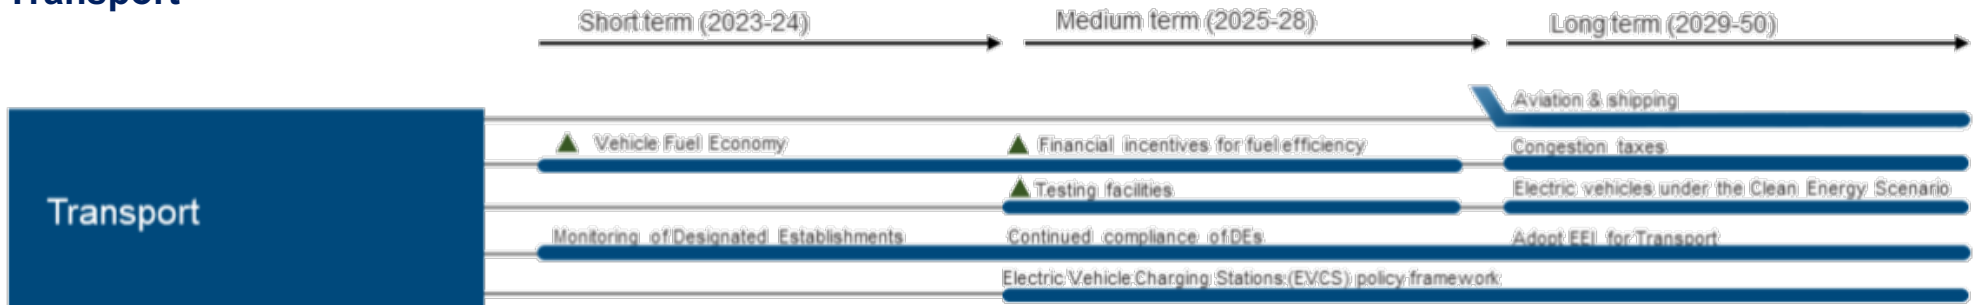 Transport
Short term (2023-24)
Medium term (2025-28)
Long term (2029-50)
Aviation & shipping
Vehicle Fuel Economy
Financial incentives for fuel efficiency
Congestion taxes
Transport
Testing facilities
Electric vehicles under the Clean Energy Scenario
Monitoring of Designated Establishments
Continued compliance of DEs
Adopt EEI for Transport
Electric Vehicle Charging Stations (EVCS) policy framework